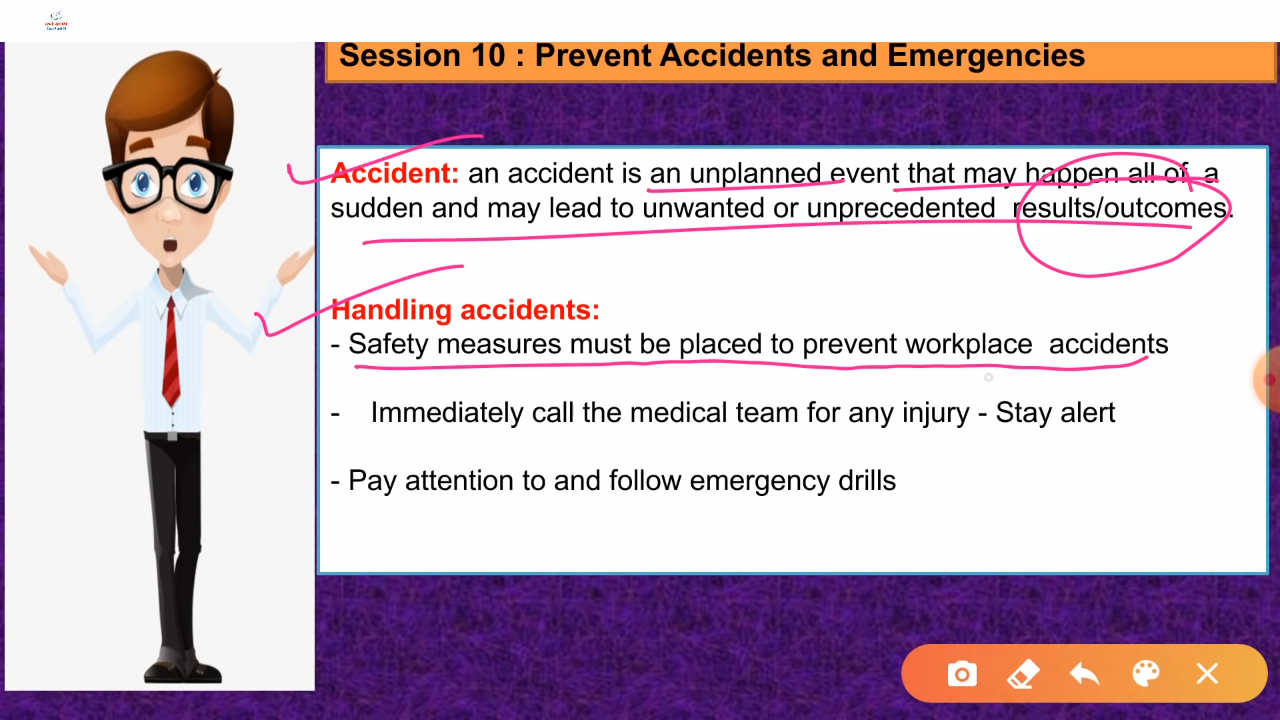 Session 10 : Prevent Accidents and Emergencies
Accident: an accident is an unplanned event that may happen all of a
sudden and may lead to unwanted or unprecedented results/outcomes.
Handling accidents:
- Safety measures must be placed to prevent workplace accidents
- Immediately call the medical team for any injury - Stay alert
- Pay attention to and follow emergency drills